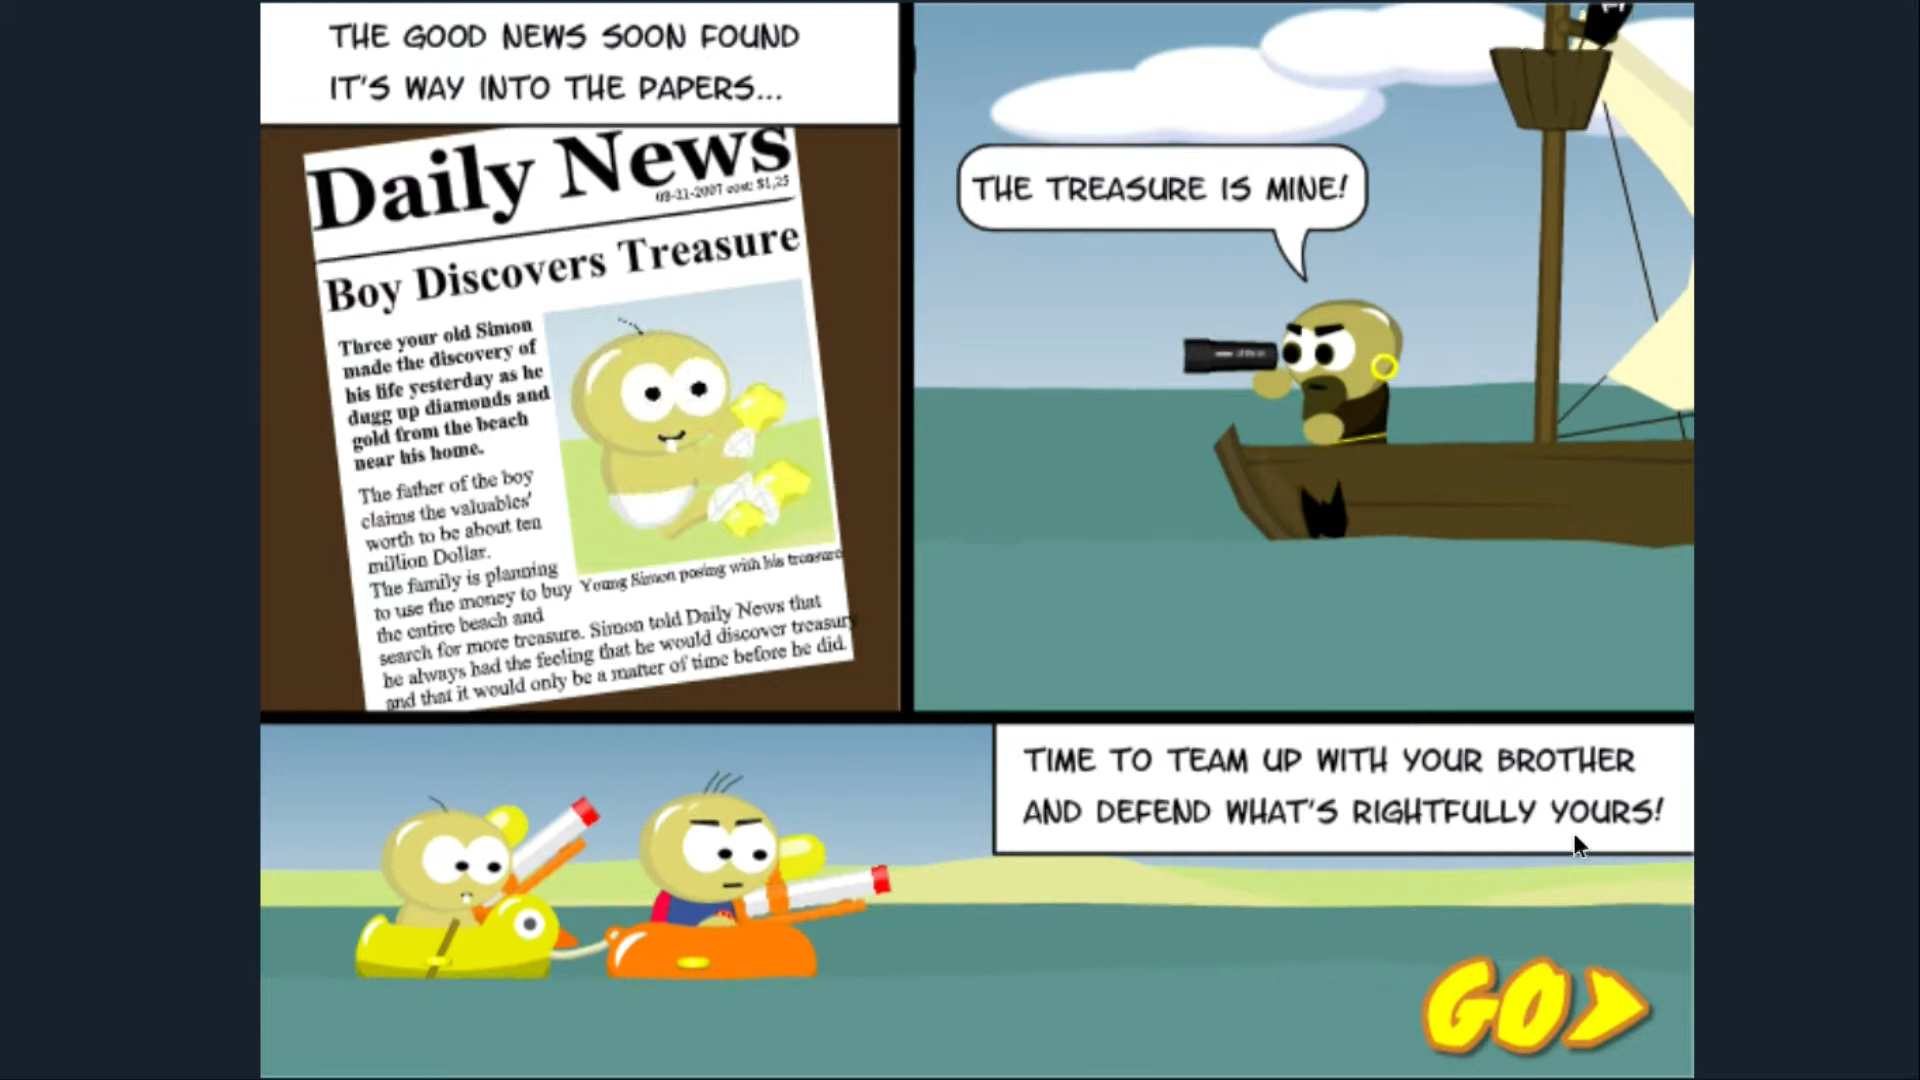 THE GOOD NEWS SOON FOUND
IT'S WAY INTO THE PAPERS...
Daily News
09-21-2007 cost: $1,25
Boy Discovers Treasure
Three your old Simon
made the discovery of
his life yesterday as he
dugg up diamonds and
gold from the beach
near his home.
The father of the boy
claims the valuables'
worth to be about ten
million Dollar.
The family is planning
to use the money to buy
the entire beach and
search for more treasure. Simon told Daily News that
he always had the feeling that he would discover treasury
and that it would only be a matter of time before he did.
Young Simon posing with his treasure
THE TREASURE IS MINE!
TIME TO TEAM UP WITH YOUR BROTHER
AND DEFEND WHAT'S RIGHTFULLY YOURS!
GO